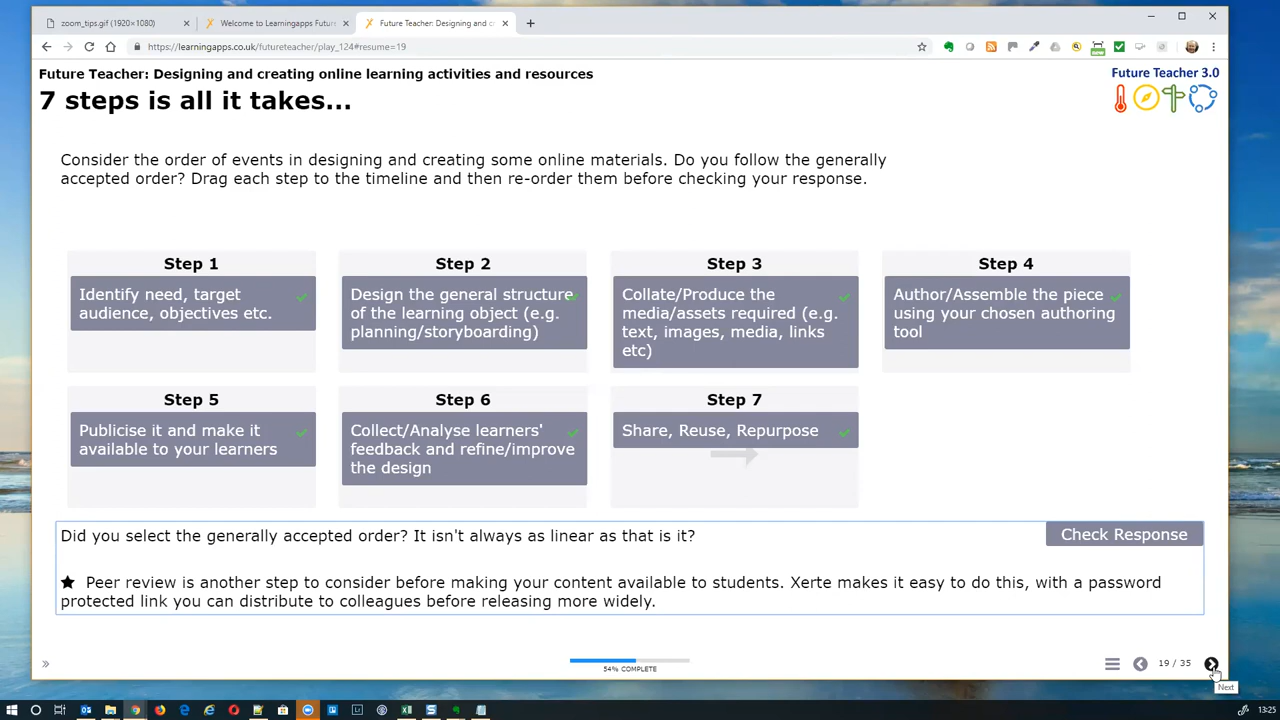 zoom_tips.gif (1920×1080)
Welcome to Learningapps Futur
Future Teacher: Designing and c
https://learningapps.co.uk/futureteacher/play_124#resume=19
Future Teacher: Designing and creating online learning activities and resources
Future Teacher 3.0
7 steps is all it takes...
Consider the order of events in designing and creating some online materials. Do you follow the generally
accepted order? Drag each step to the timeline and then re-order them before checking your response.
Step 1
Identify need, target
audience, objectives etc.
Step 2
Design the general structure
of the learning object (e.g.
planning/storyboarding)
Step 3
Collate/Produce the
media/assets required (e.g.
text, images, media, links
etc)
Step 4
Author/Assemble the piece
using your chosen authoring
tool
Step 5
Publicise it and make it
available to your learners
Step 6
Collect/Analyse learners'
feedback and refine/improve
the design
Step 7
Share, Reuse, Repurpose
Did you select the generally accepted order? It isn't always as linear as that is it?
Check Response
★ Peer review is another step to consider before making your content available to students. Xerte makes it easy to do this, with a password
protected link you can distribute to colleagues before releasing more widely.
54% COMPLETE
19 / 35
Next
13:25